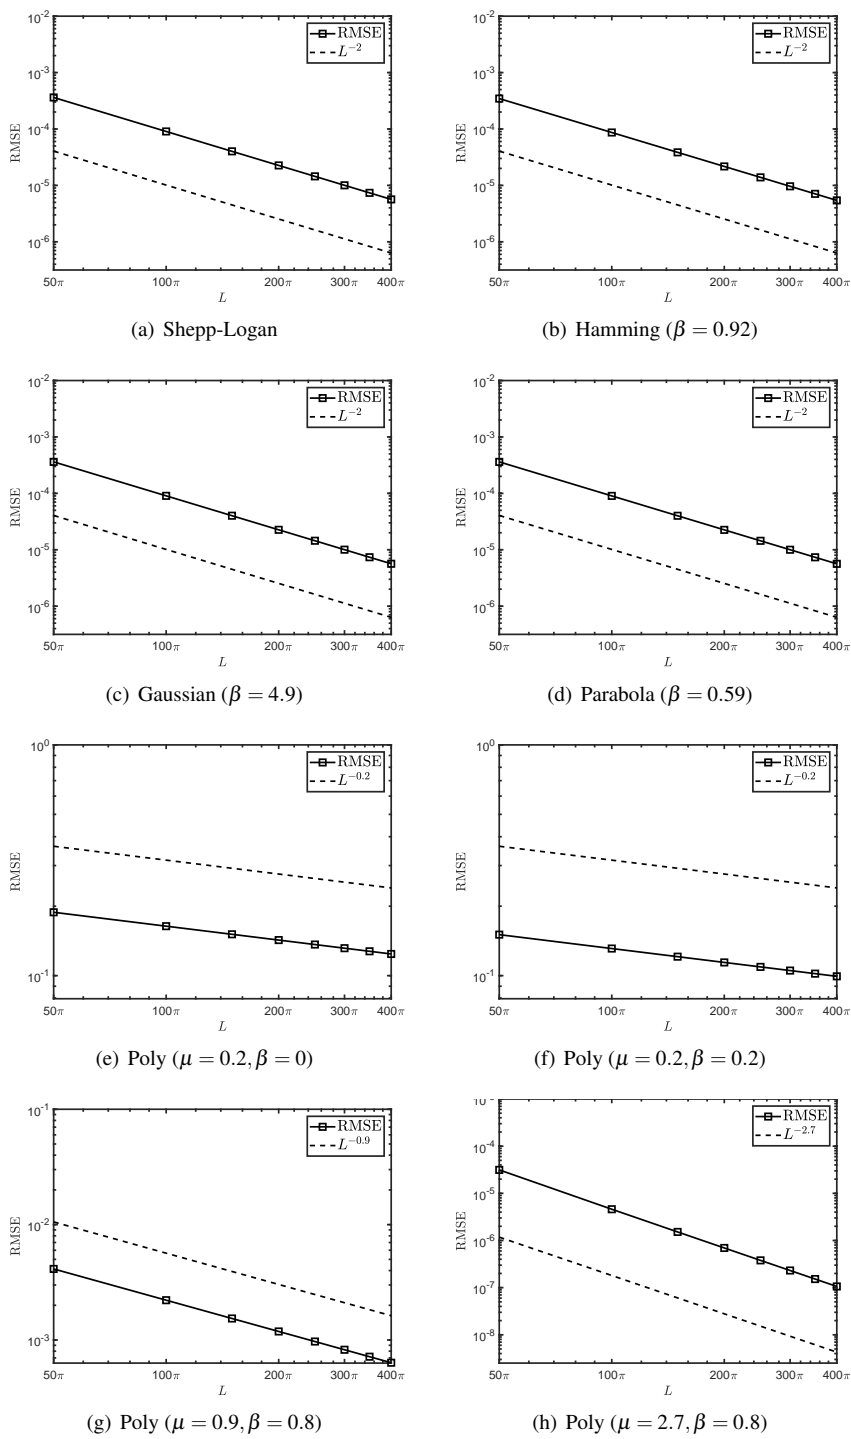 10^{-2}
10^{-3}
10^{-4}
10^{-5}
10^{-6}
RMSE
RMSE
L^{-2}
50π 100π 200π 300π 400π
L
(a) Shepp-Logan
10^{-2}
10^{-3}
10^{-4}
10^{-5}
10^{-6}
RMSE
RMSE
L^{-2}
50π 100π 200π 300π 400π
L
(b) Hamming (β = 0.92)
10^{-2}
10^{-3}
10^{-4}
10^{-5}
10^{-6}
RMSE
RMSE
L^{-2}
50π 100π 200π 300π 400π
L
(c) Gaussian (β = 4.9)
10^{-2}
10^{-3}
10^{-4}
10^{-5}
10^{-6}
RMSE
RMSE
L^{-2}
50π 100π 200π 300π 400π
L
(d) Parabola (β = 0.59)
10^{0}
10^{-1}
RMSE
RMSE
L^{-0.2}
50π 100π 200π 300π 400π
L
(e) Poly (μ = 0.2, β = 0)
10^{0}
10^{-1}
RMSE
RMSE
L^{-0.2}
50π 100π 200π 300π 400π
L
(f) Poly (μ = 0.2, β = 0.2)
10^{-1}
10^{-2}
10^{-3}
RMSE
RMSE
L^{-0.9}
50π 100π 200π 300π 400π
L
(g) Poly (μ = 0.9, β = 0.8)
10^{-4}
10^{-5}
10^{-6}
10^{-7}
10^{-8}
RMSE
RMSE
L^{-2.7}
50π 100π 200π 300π 400π
L
(h) Poly (μ = 2.7, β = 0.8)